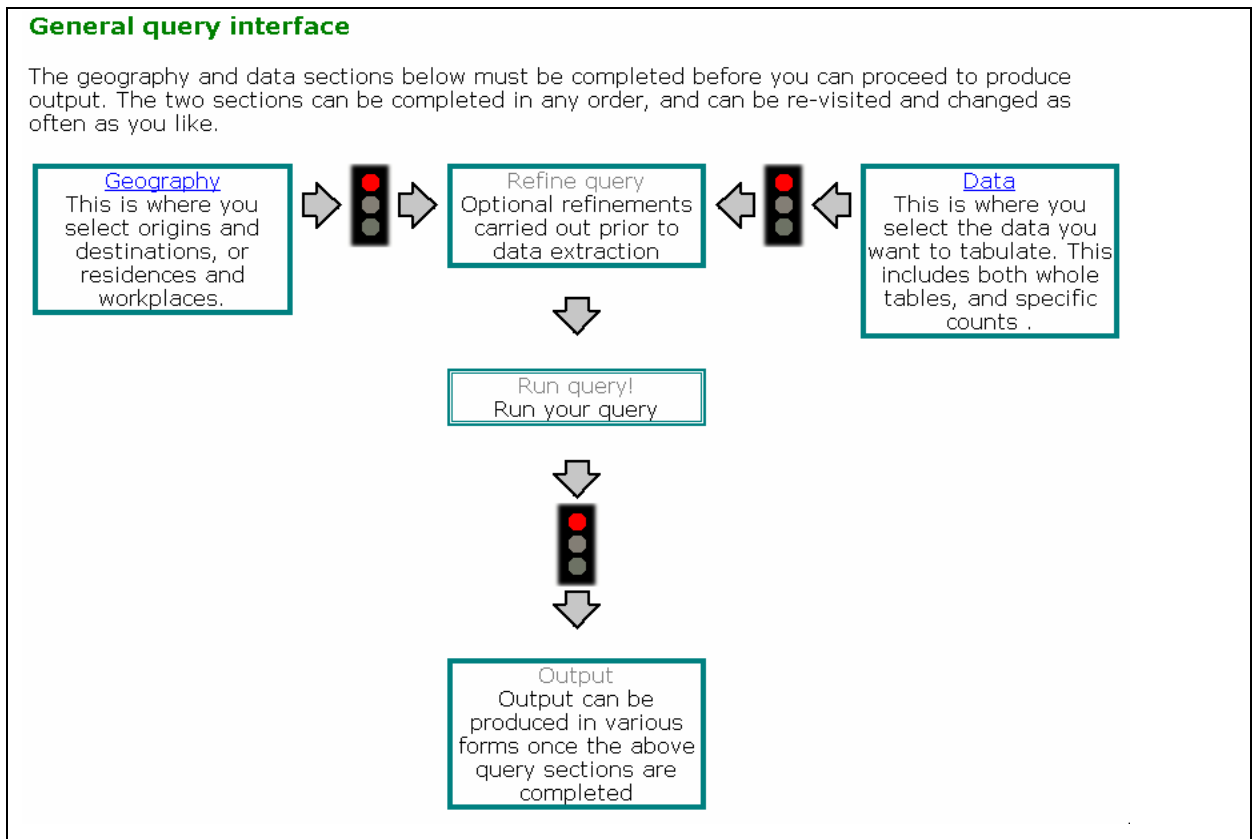 General query interface
The geography and data sections below must be completed before you can proceed to produce
output. The two sections can be completed in any order, and can be re-visited and changed as
often as you like.
Geography
This is where you
select origins and
destinations, or
residences and
workplaces.
Refine query
Optional refinements
carried out prior to
data extraction
Data
This is where you
select the data you
want to tabulate. This
includes both whole
tables, and specific
counts .
Run query!
Run your query
Output
Output can be
produced in various
forms once the above
query sections are
completed